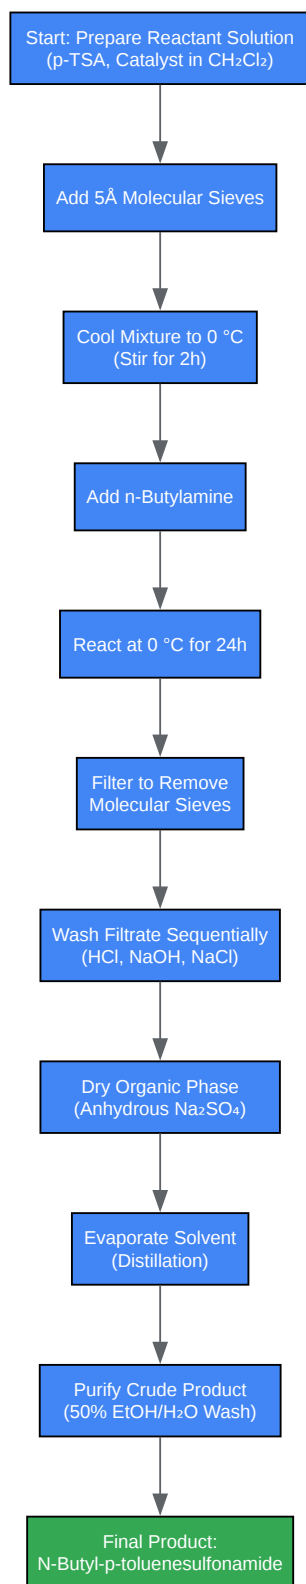 Start: Prepare Reactant Solution
(p-TSA, Catalyst in CH₂Cl₂)
Add 5Å Molecular Sieves
Cool Mixture to 0 °C
(Stir for 2h)
Add n-Butylamine
React at 0 °C for 24h
Filter to Remove
Molecular Sieves
Wash Filtrate Sequentially
(HCl, NaOH, NaCl)
Dry Organic Phase
(Anhydrous Na₂SO₄)
Evaporate Solvent
(Distillation)
Purify Crude Product
(50% EtOH/H₂O Wash)
Final Product:
N-Butyl-p-toluenesulfonamide